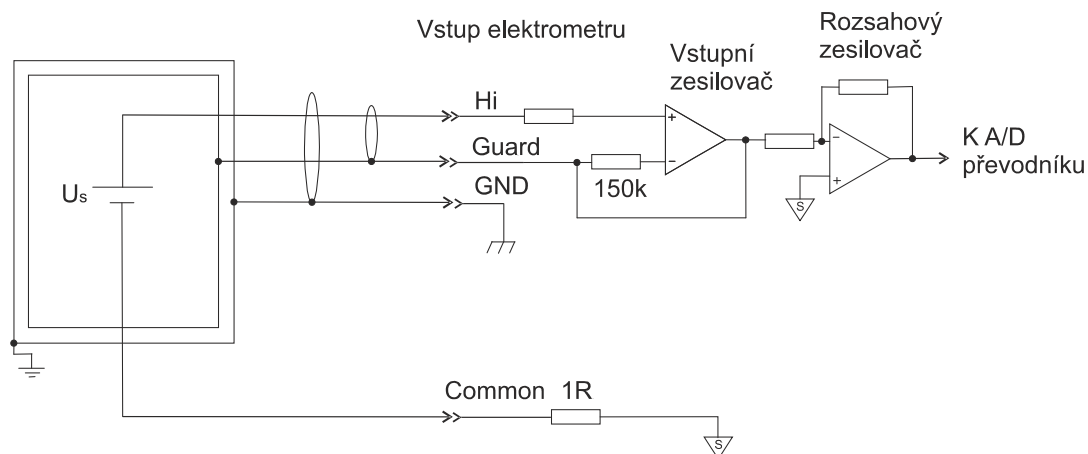 Vstup elektrometru
Rozsahový
zesilovač
Vstupní
zesilovač
Hi
Guard
GND
150k
Us
+
−
−
+
S
K A/D
převodníku
Common 1R
S